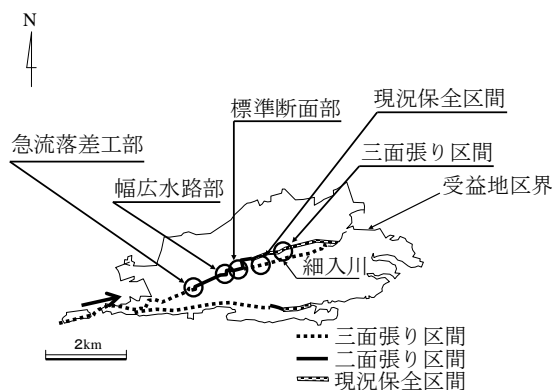 N
現況保全区間
標準断面部
急流落差工部
三面張り区間
幅広水路部
受益地区界
細入川
三面張り区間
二面張り区間
現況保全区間
2km